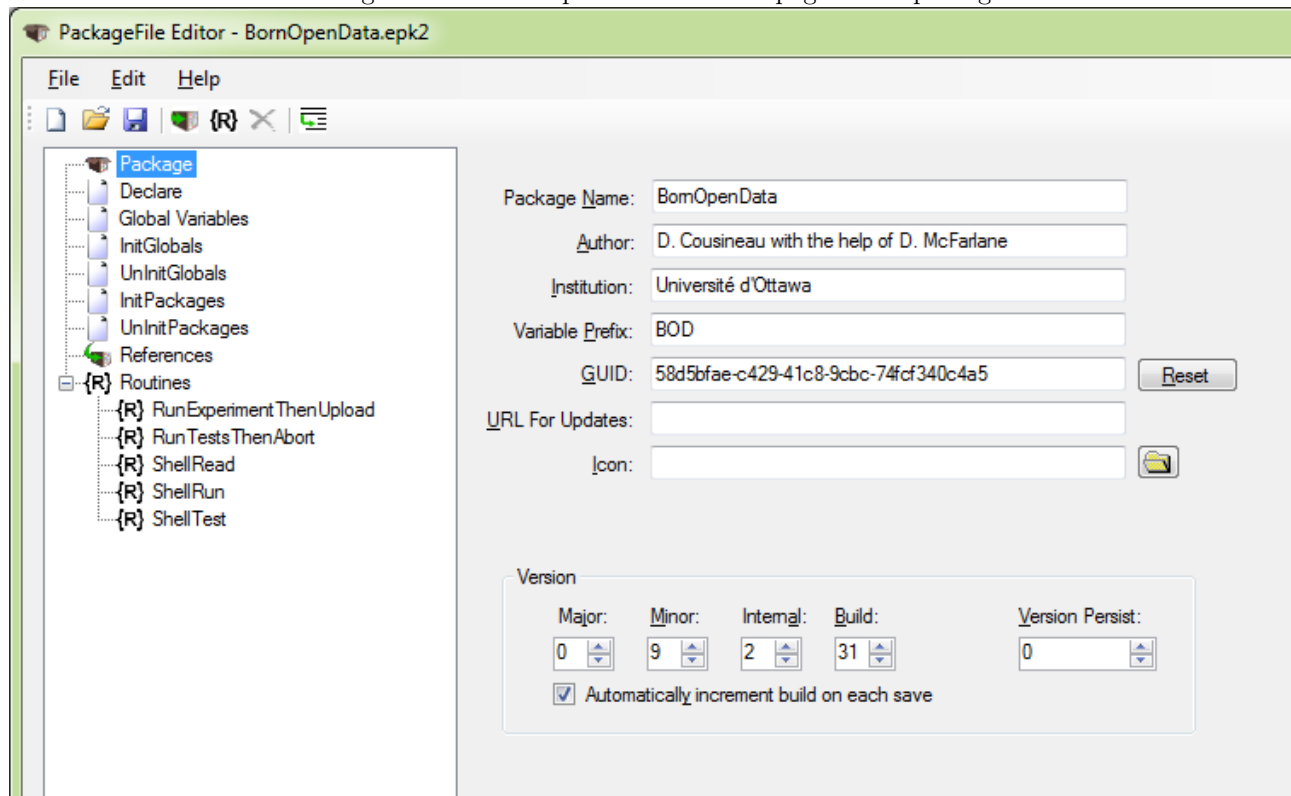 PackageFile Editor - BornOpenData.epk2
File Edit Help
{R}
Package
Declare
Global Variables
InitGlobals
UnInitGlobals
InitPackages
UnInitPackages
References
{R} Routines
{R} RunExperimentThenUpload
{R} RunTestsThenAbort
{R} ShellRead
{R} ShellRun
{R} ShellTest
Package Name: BornOpenData
Author: D. Cousineau with the help of D. McFarlane
Institution: Université d'Ottawa
Variable Prefix: BOD
GUID: 58d5bfae-c429-41c8-9cbc-74fcf340c4a5 Reset
URL For Updates:
Icon:
Version
Major: Minor: Internal: Build: Version Persist:
0 9 2 31 0
Automatically increment build on each save